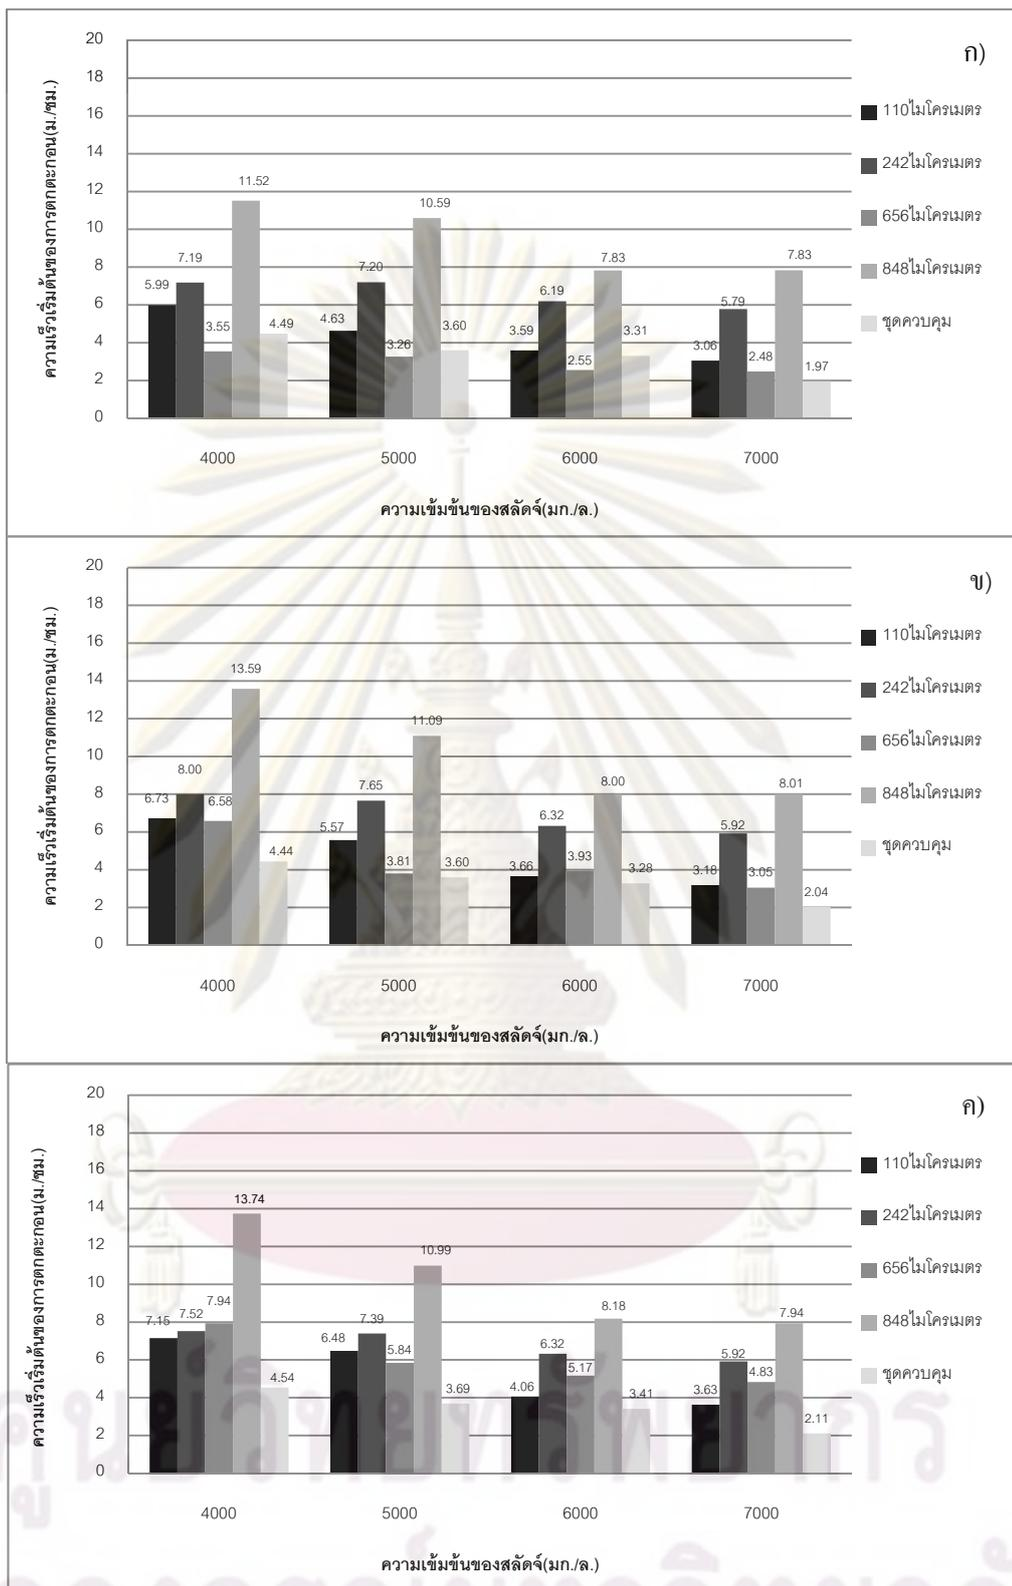 ก)
ความเร็วเริ่มต้นของการตกตะกอน(ม./ชม.)
20
18
16
14
12
10
8
6
4
2
0
5.99 7.19 3.55 11.52 4.49
4.63 7.20 3.26 10.59 3.60
3.59 6.19 2.55 7.83 3.31
3.06 5.79 2.48 7.83 1.97
4000 5000 6000 7000
ความเข้มข้นของสลัดจ์(มก./ล.)
110ไมโครเมตร
242ไมโครเมตร
656ไมโครเมตร
848ไมโครเมตร
ชุดควบคุม
ข)
ความเร็วเริ่มต้นของการตกตะกอน(ม./ชม.)
20
18
16
14
12
10
8
6
4
2
0
6.73 8.00 6.58 13.59 4.44
5.57 7.65 3.81 11.09 3.60
3.66 6.32 3.93 8.00 3.28
3.18 5.92 3.05 8.01 2.04
4000 5000 6000 7000
ความเข้มข้นของสลัดจ์(มก./ล.)
110ไมโครเมตร
242ไมโครเมตร
656ไมโครเมตร
848ไมโครเมตร
ชุดควบคุม
ค)
ความเร็วเริ่มต้นของการตกตะกอน(ม./ชม.)
20
18
16
14
12
10
8
6
4
2
0
7.15 7.52 7.94 13.74 4.54
6.48 7.39 5.84 10.99 3.69
4.06 6.32 5.17 8.18 3.41
3.63 5.92 4.83 7.94 2.11
4000 5000 6000 7000
ความเข้มข้นของสลัดจ์(มก./ล.)
110ไมโครเมตร
242ไมโครเมตร
656ไมโครเมตร
848ไมโครเมตร
ชุดควบคุม
ศูนย์วิทยทรัพยากร